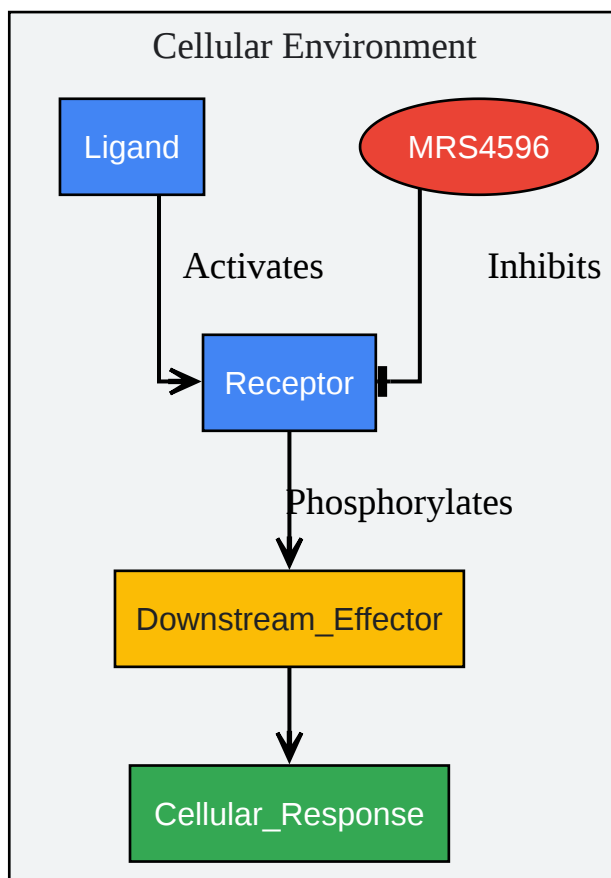 Cellular Environment
Ligand
MRS4596
Activates
Inhibits
Receptor
Phosphorylates
Downstream_Effector
Cellular_Response